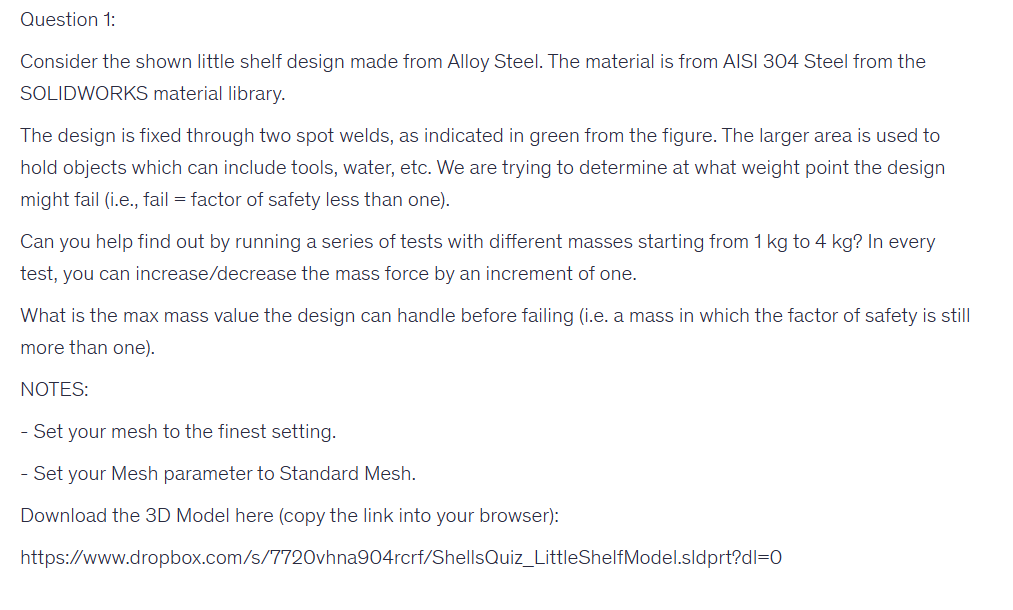 Question 1:
Consider the shown little shelf design made from Alloy Steel. The material is from AISI 304 Steel from the
SOLIDWORKS material library.
The design is fixed through two spot welds, as indicated in green from the figure. The larger area is used to
hold objects which can include tools, water, etc. We are trying to determine at what weight point the design
might fail (i.e., fail = factor of safety less than one).
Can you help find out by running a series of tests with different masses starting from 1 kg to 4 kg? In every
test, you can increase/decrease the mass force by an increment of one.
What is the max mass value the design can handle before failing (i.e. a mass in which the factor of safety is still
more than one).
NOTES:
- Set your mesh to the finest setting.
- Set your Mesh parameter to Standard Mesh.
Download the 3D Model here (copy the link into your browser):
https://www.dropbox.com/s/7720vhna904rcrf/ShellsQuiz_LittleShelfModel.sldprt?dl=0